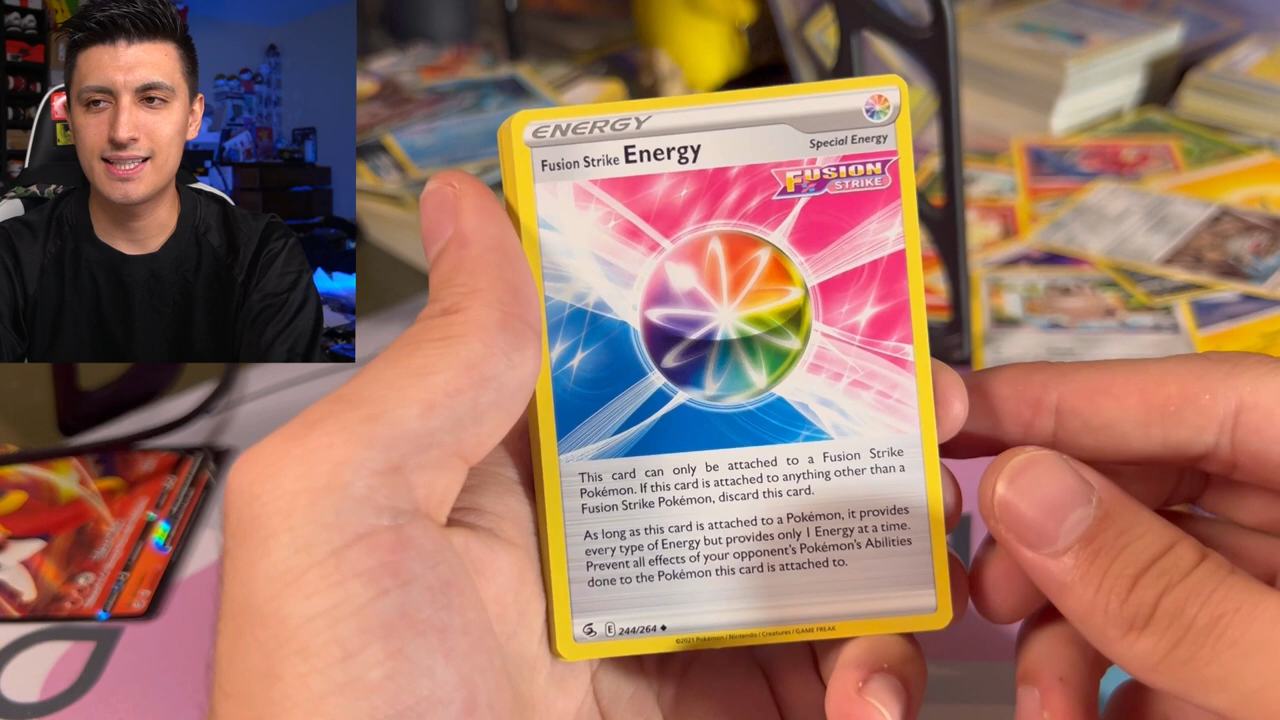 ENERGY
Fusion Strike Energy
Special Energy
FUSION
STRIKE
This card can only be attached to a Fusion Strike
Pokémon. If this card is attached to anything other than a
Fusion Strike Pokémon, discard this card.
As long as this card is attached to a Pokémon, it provides
every type of Energy but provides only 1 Energy at a time.
Prevent all effects of your opponent's Pokémon's Abilities
done to the Pokémon this card is attached to.
E 244/264
©2021 Pokémon / Nintendo / Creatures / GAME FREAK